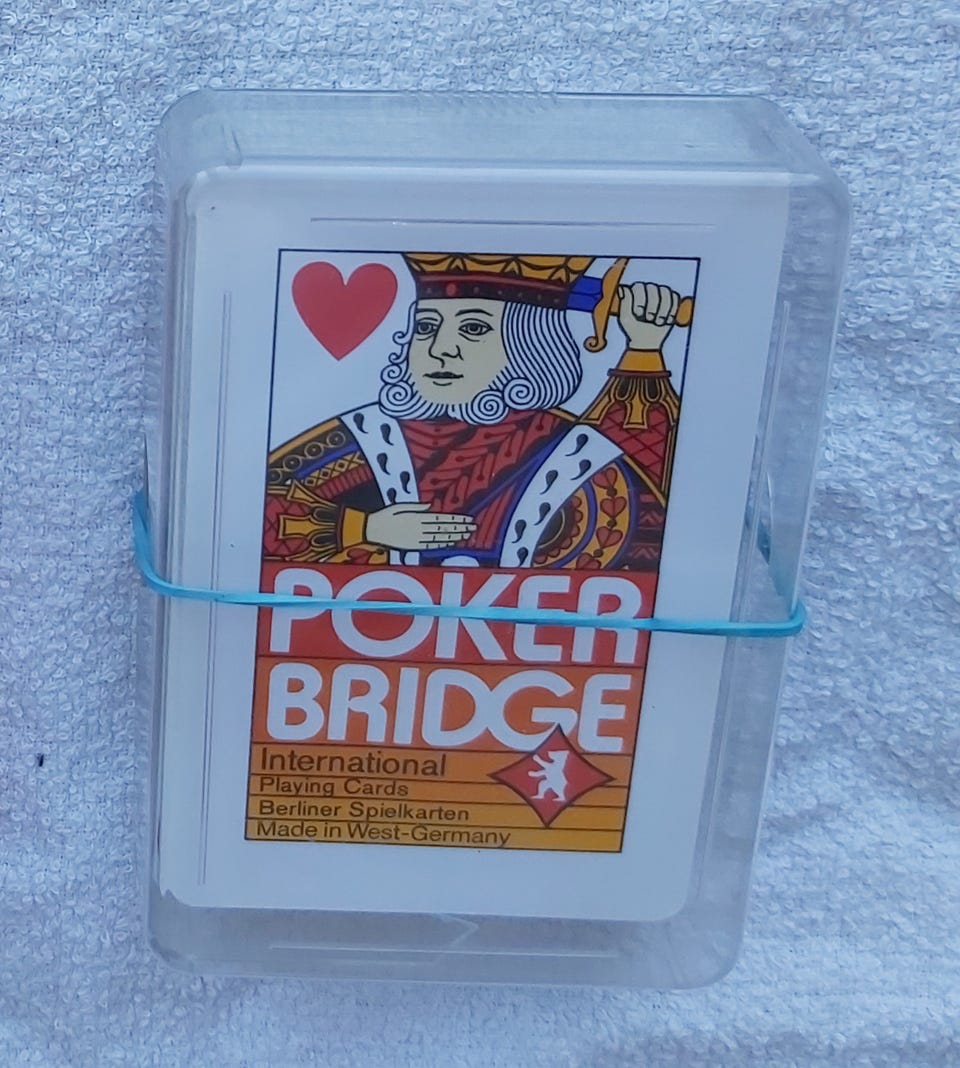 POKER
BRIDGE
International
Playing Cards
Berliner Spielkarten
Made in West-Germany